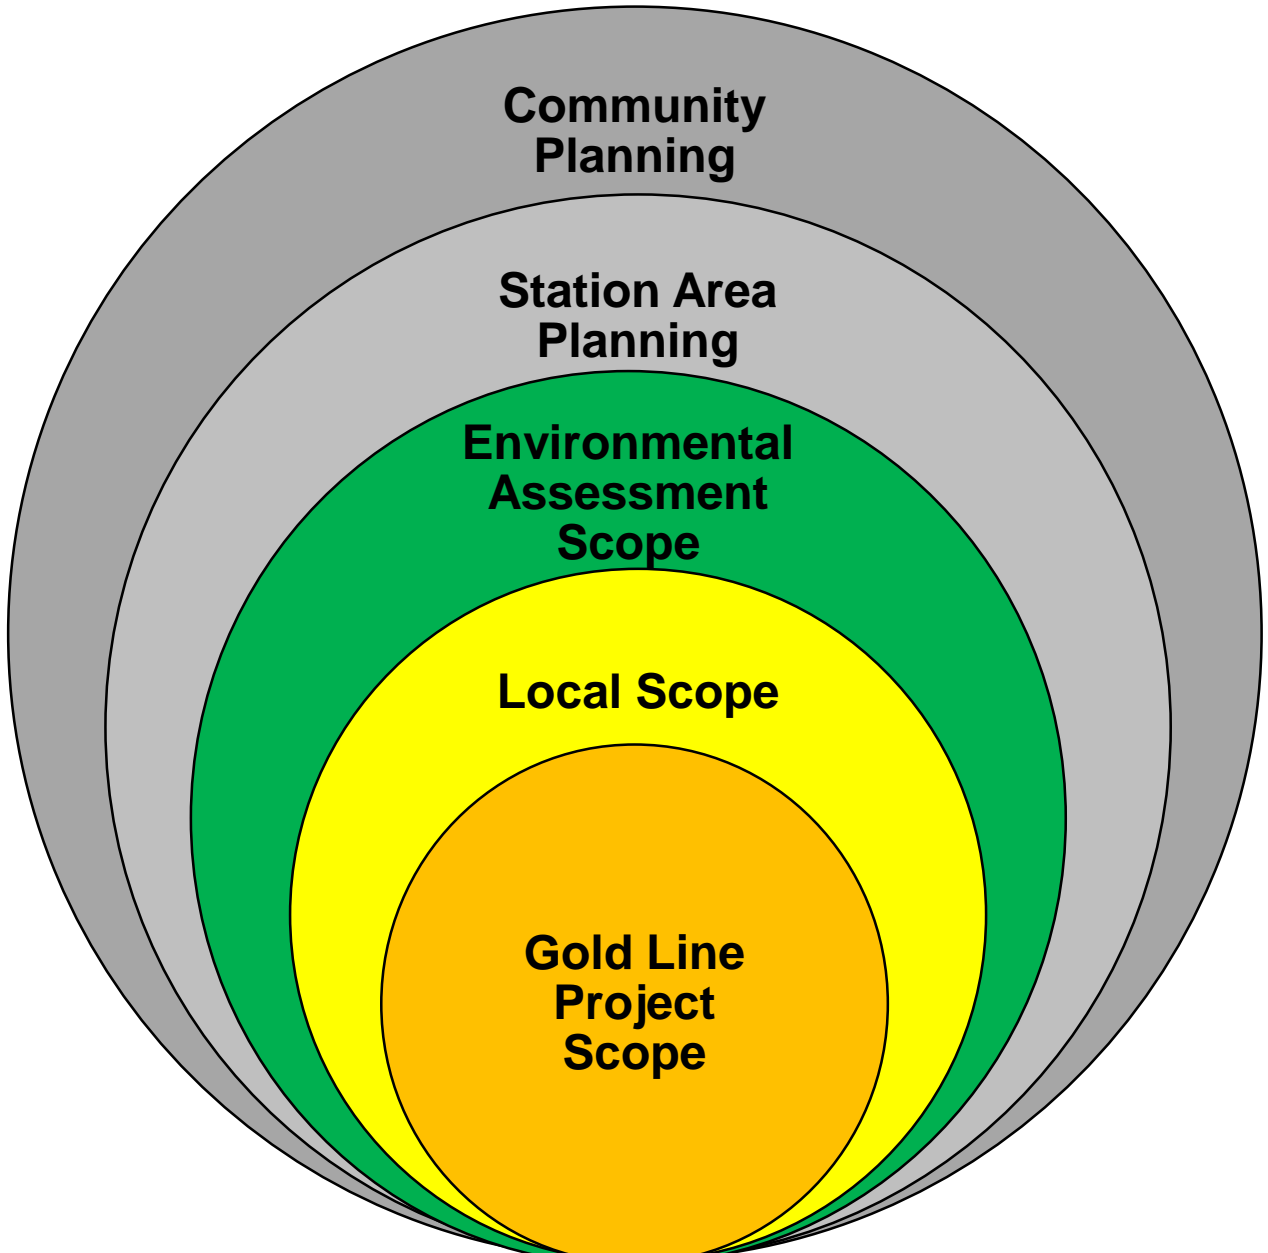 Community
Planning
Station Area
Planning
Environmental
Assessment
Scope
Local Scope
Gold Line
Project
Scope